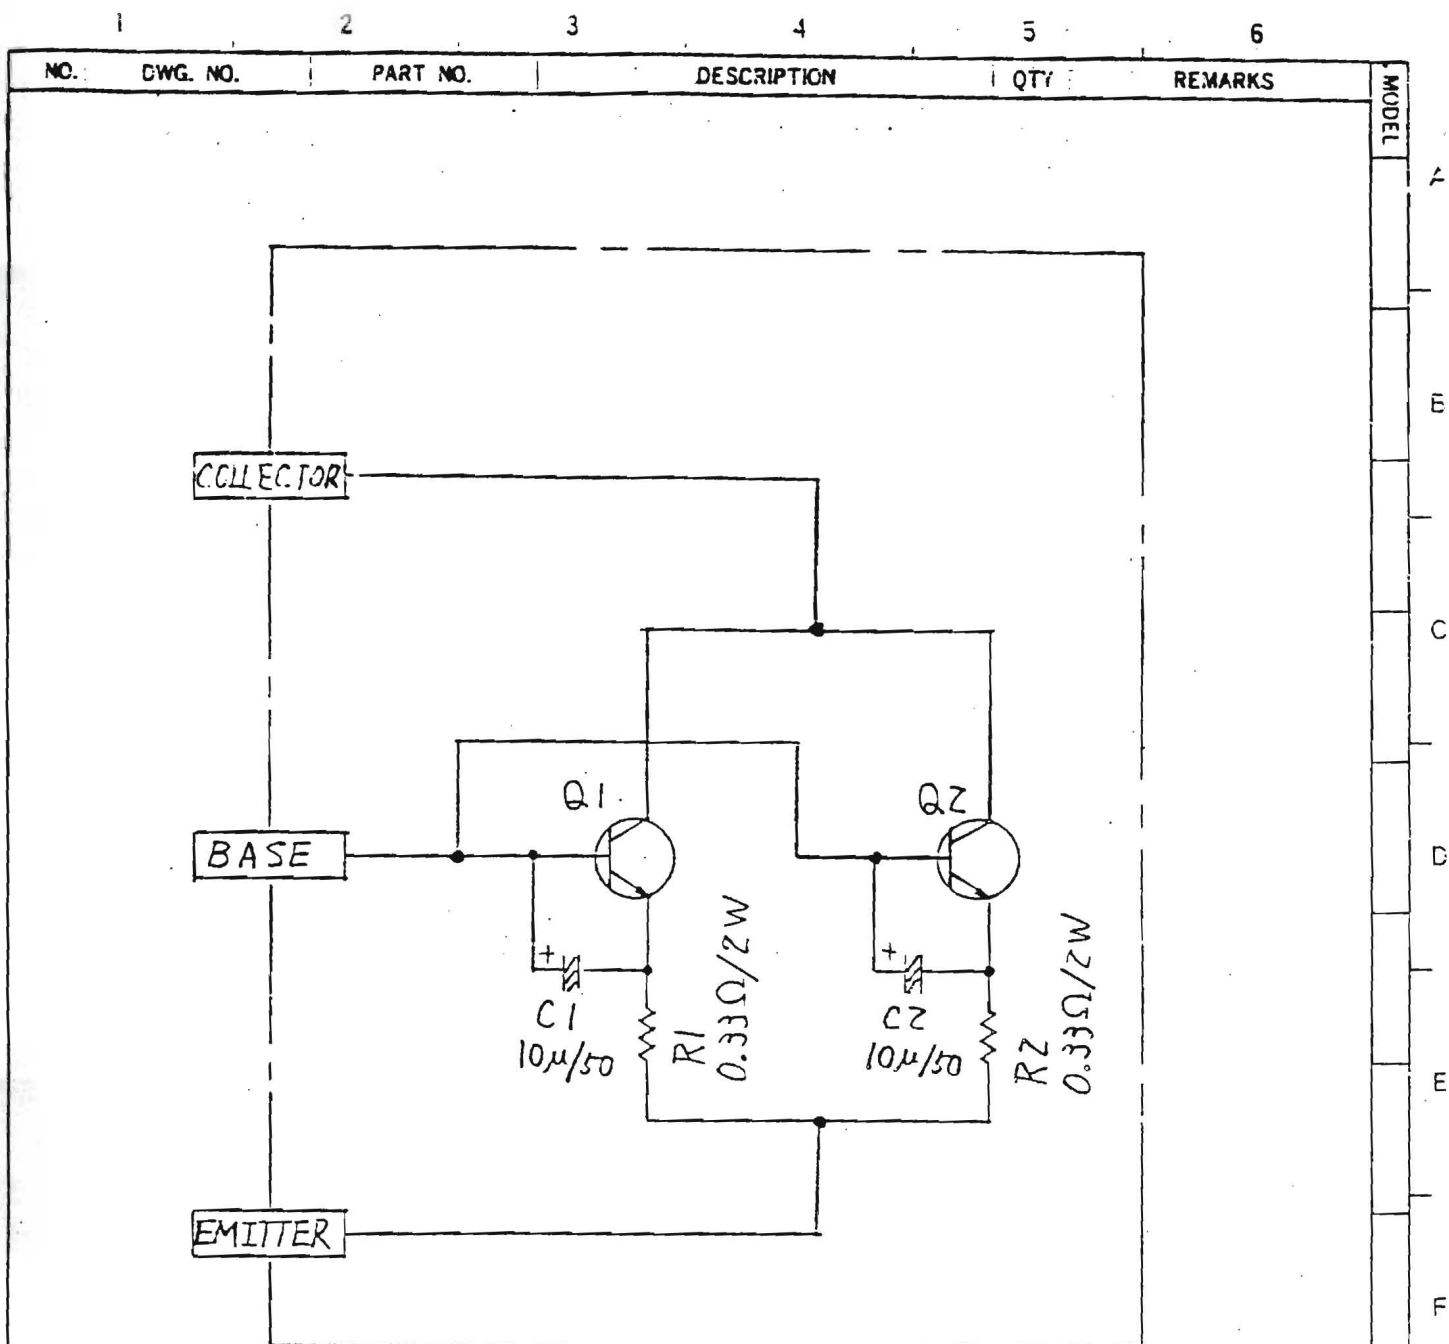 1 2 3 4 5 6
NO. DWG. NO. PART NO. DESCRIPTION QTY REMARKS
MODEL
A
B
COLLECTOR
C
Q1
Q2
BASE
D
+
+
C1
10μ/50
R1
0.33Ω/2W
C2
10μ/50
R2
0.33Ω/2W
E
EMITTER
F